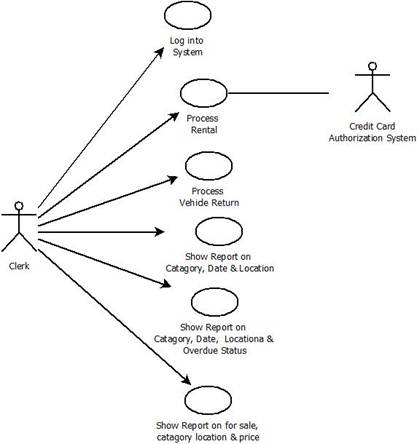 Log into
System
Process
Rental
Credit Card
Authorization System
Process
Vehide Return
Show Report on
Catagory, Date & Location
Clerk
Show Report on
Catagory, Date, Locationa &
Overdue Status
Show Report on for sale,
catagory location & price